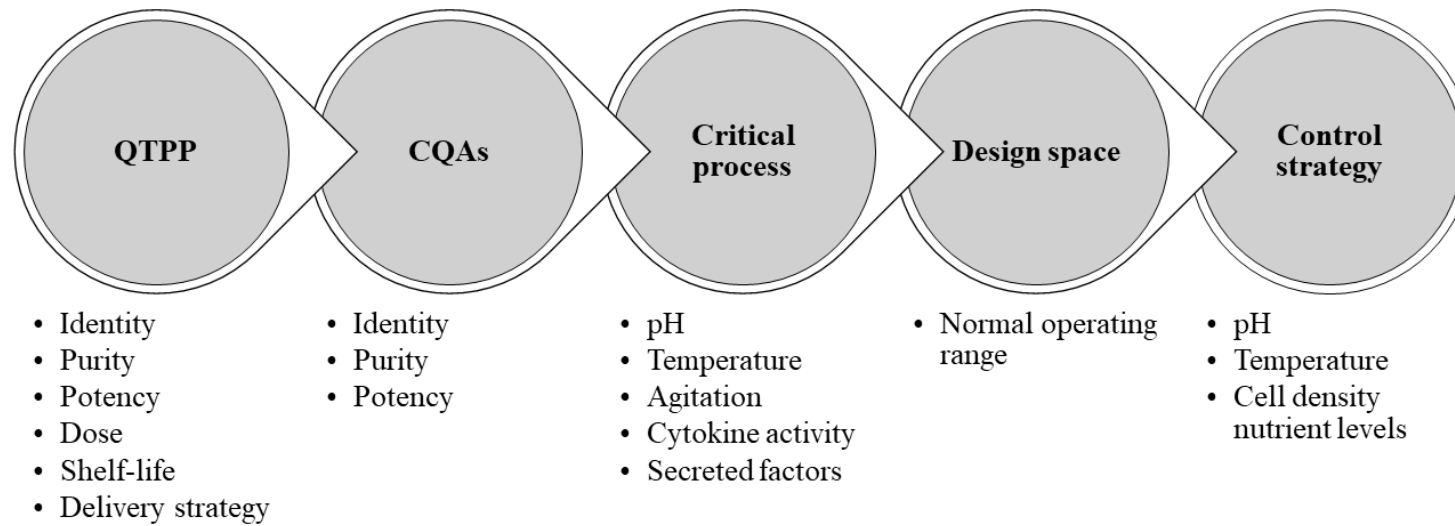 QTPP
CQAs
Critical
process
Design space
Control
strategy
• Identity
• Purity
• Potency
• Dose
• Shelf-life
• Delivery strategy
• Identity
• Purity
• Potency
• pH
• Temperature
• Agitation
• Cytokine activity
• Secreted factors
• Normal operating
range
• pH
• Temperature
• Cell density
nutrient levels